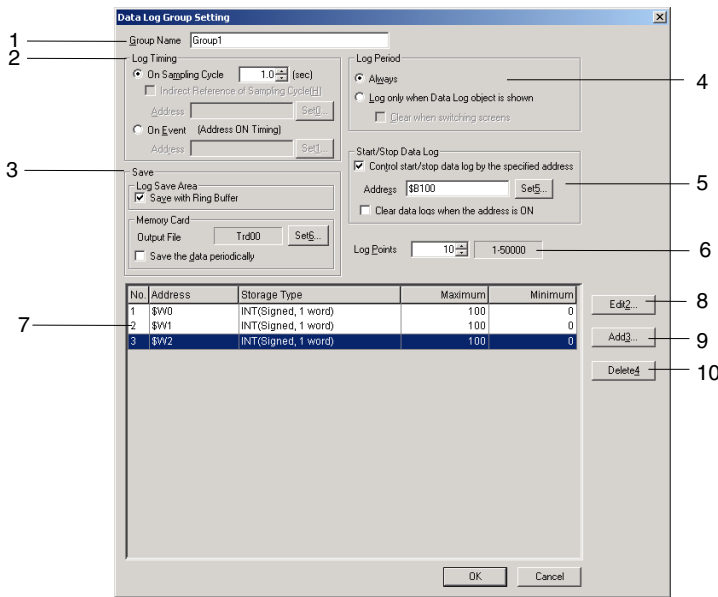 Data Log Group Setting
1 Group Name Group1
2 Log Timing
On Sampling Cycle 1.0 (sec)
Indirect Reference of Sampling Cycle(H)
Address Set0...
On Event (Address ON Timing)
Address Set1...
Log Period
Always
4
Log only when Data Log object is shown
Clear when switching screens
3 Save
Log Save Area
Save with Ring Buffer
Memory Card
Output File Trd00 Set6...
Save the data periodically
Start/Stop Data Log
Control start/stop data log by the specified address
Address $B100 Set5... 5
Clear data logs when the address is ON
Log Points 10 1-50000 6
No. Address Storage Type Maximum Minimum
1 $W0 INT(Signed, 1 word) 100 0
7 2 $W1 INT(Signed, 1 word) 100 0
3 $W2 INT(Signed, 1 word) 100 0
Edit2... 8
Add3... 9
Delete4 10
OK Cancel